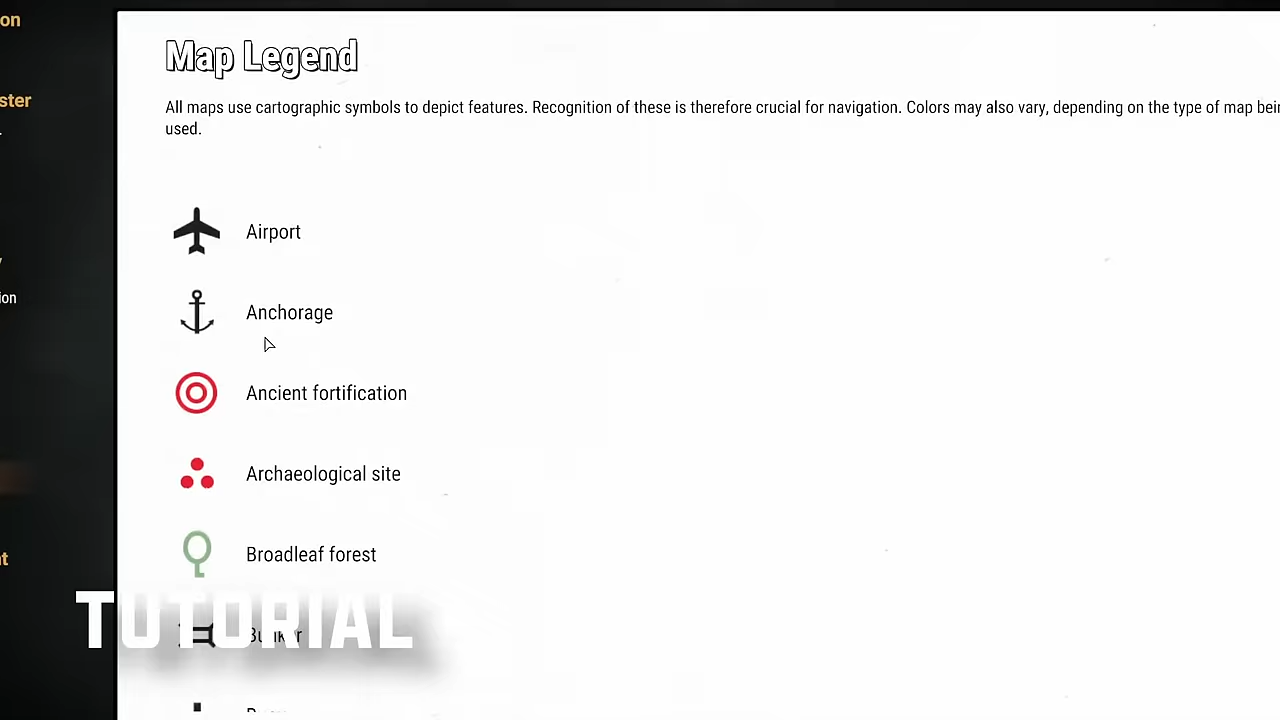 on
ster
ion
Map Legend
All maps use cartographic symbols to depict features. Recognition of these is therefore crucial for navigation. Colors may also vary, depending on the type of map
used.
Airport
Anchorage
Ancient fortification
Archaeological site
Broadleaf forest
Bunker
TUTORIAL